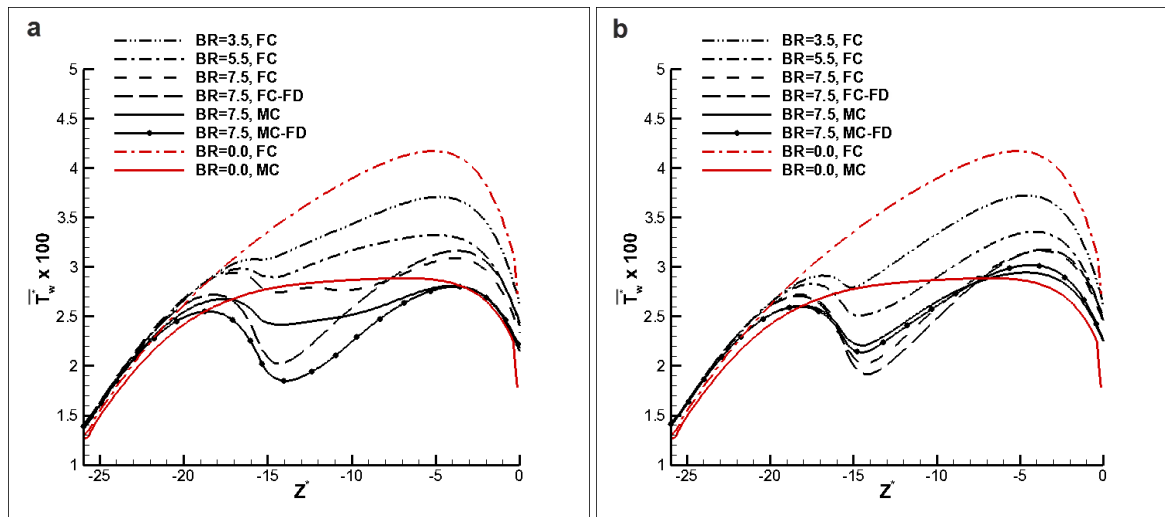 a
BR=3.5, FC
BR=5.5, FC
BR=7.5, FC
BR=7.5, FC-FD
BR=7.5, MC
BR=7.5, MC-FD
BR=0.0, FC
BR=0.0, MC
5
4.5
4
3.5
3
2.5
2
1.5
1
T*w x 100
-25
-20
-15
-10
-5
0
Z*
b
BR=3.5, FC
BR=5.5, FC
BR=7.5, FC
BR=7.5, FC-FD
BR=7.5, MC
BR=7.5, MC-FD
BR=0.0, FC
BR=0.0, MC
5
4.5
4
3.5
3
2.5
2
1.5
1
T*w x 100
-25
-20
-15
-10
-5
0
Z*